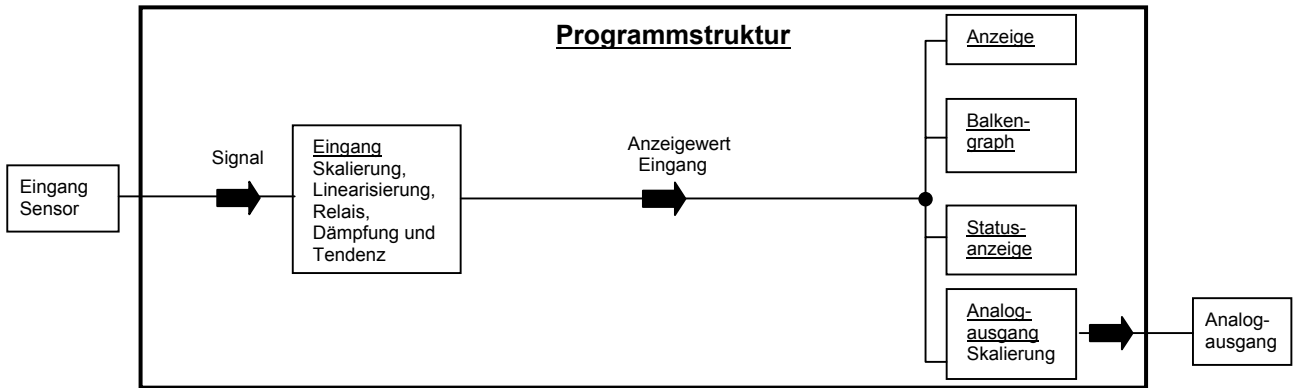 Programmstruktur
Eingang
Sensor
Signal
Eingang
Skalierung,
Linearisierung,
Relais,
Dämpfung und
Tendenz
Anzeigewert
Eingang
Anzeige
Balken-
graph
Status-
anzeige
Analog-
ausgang
Skalierung
Analog-
ausgang